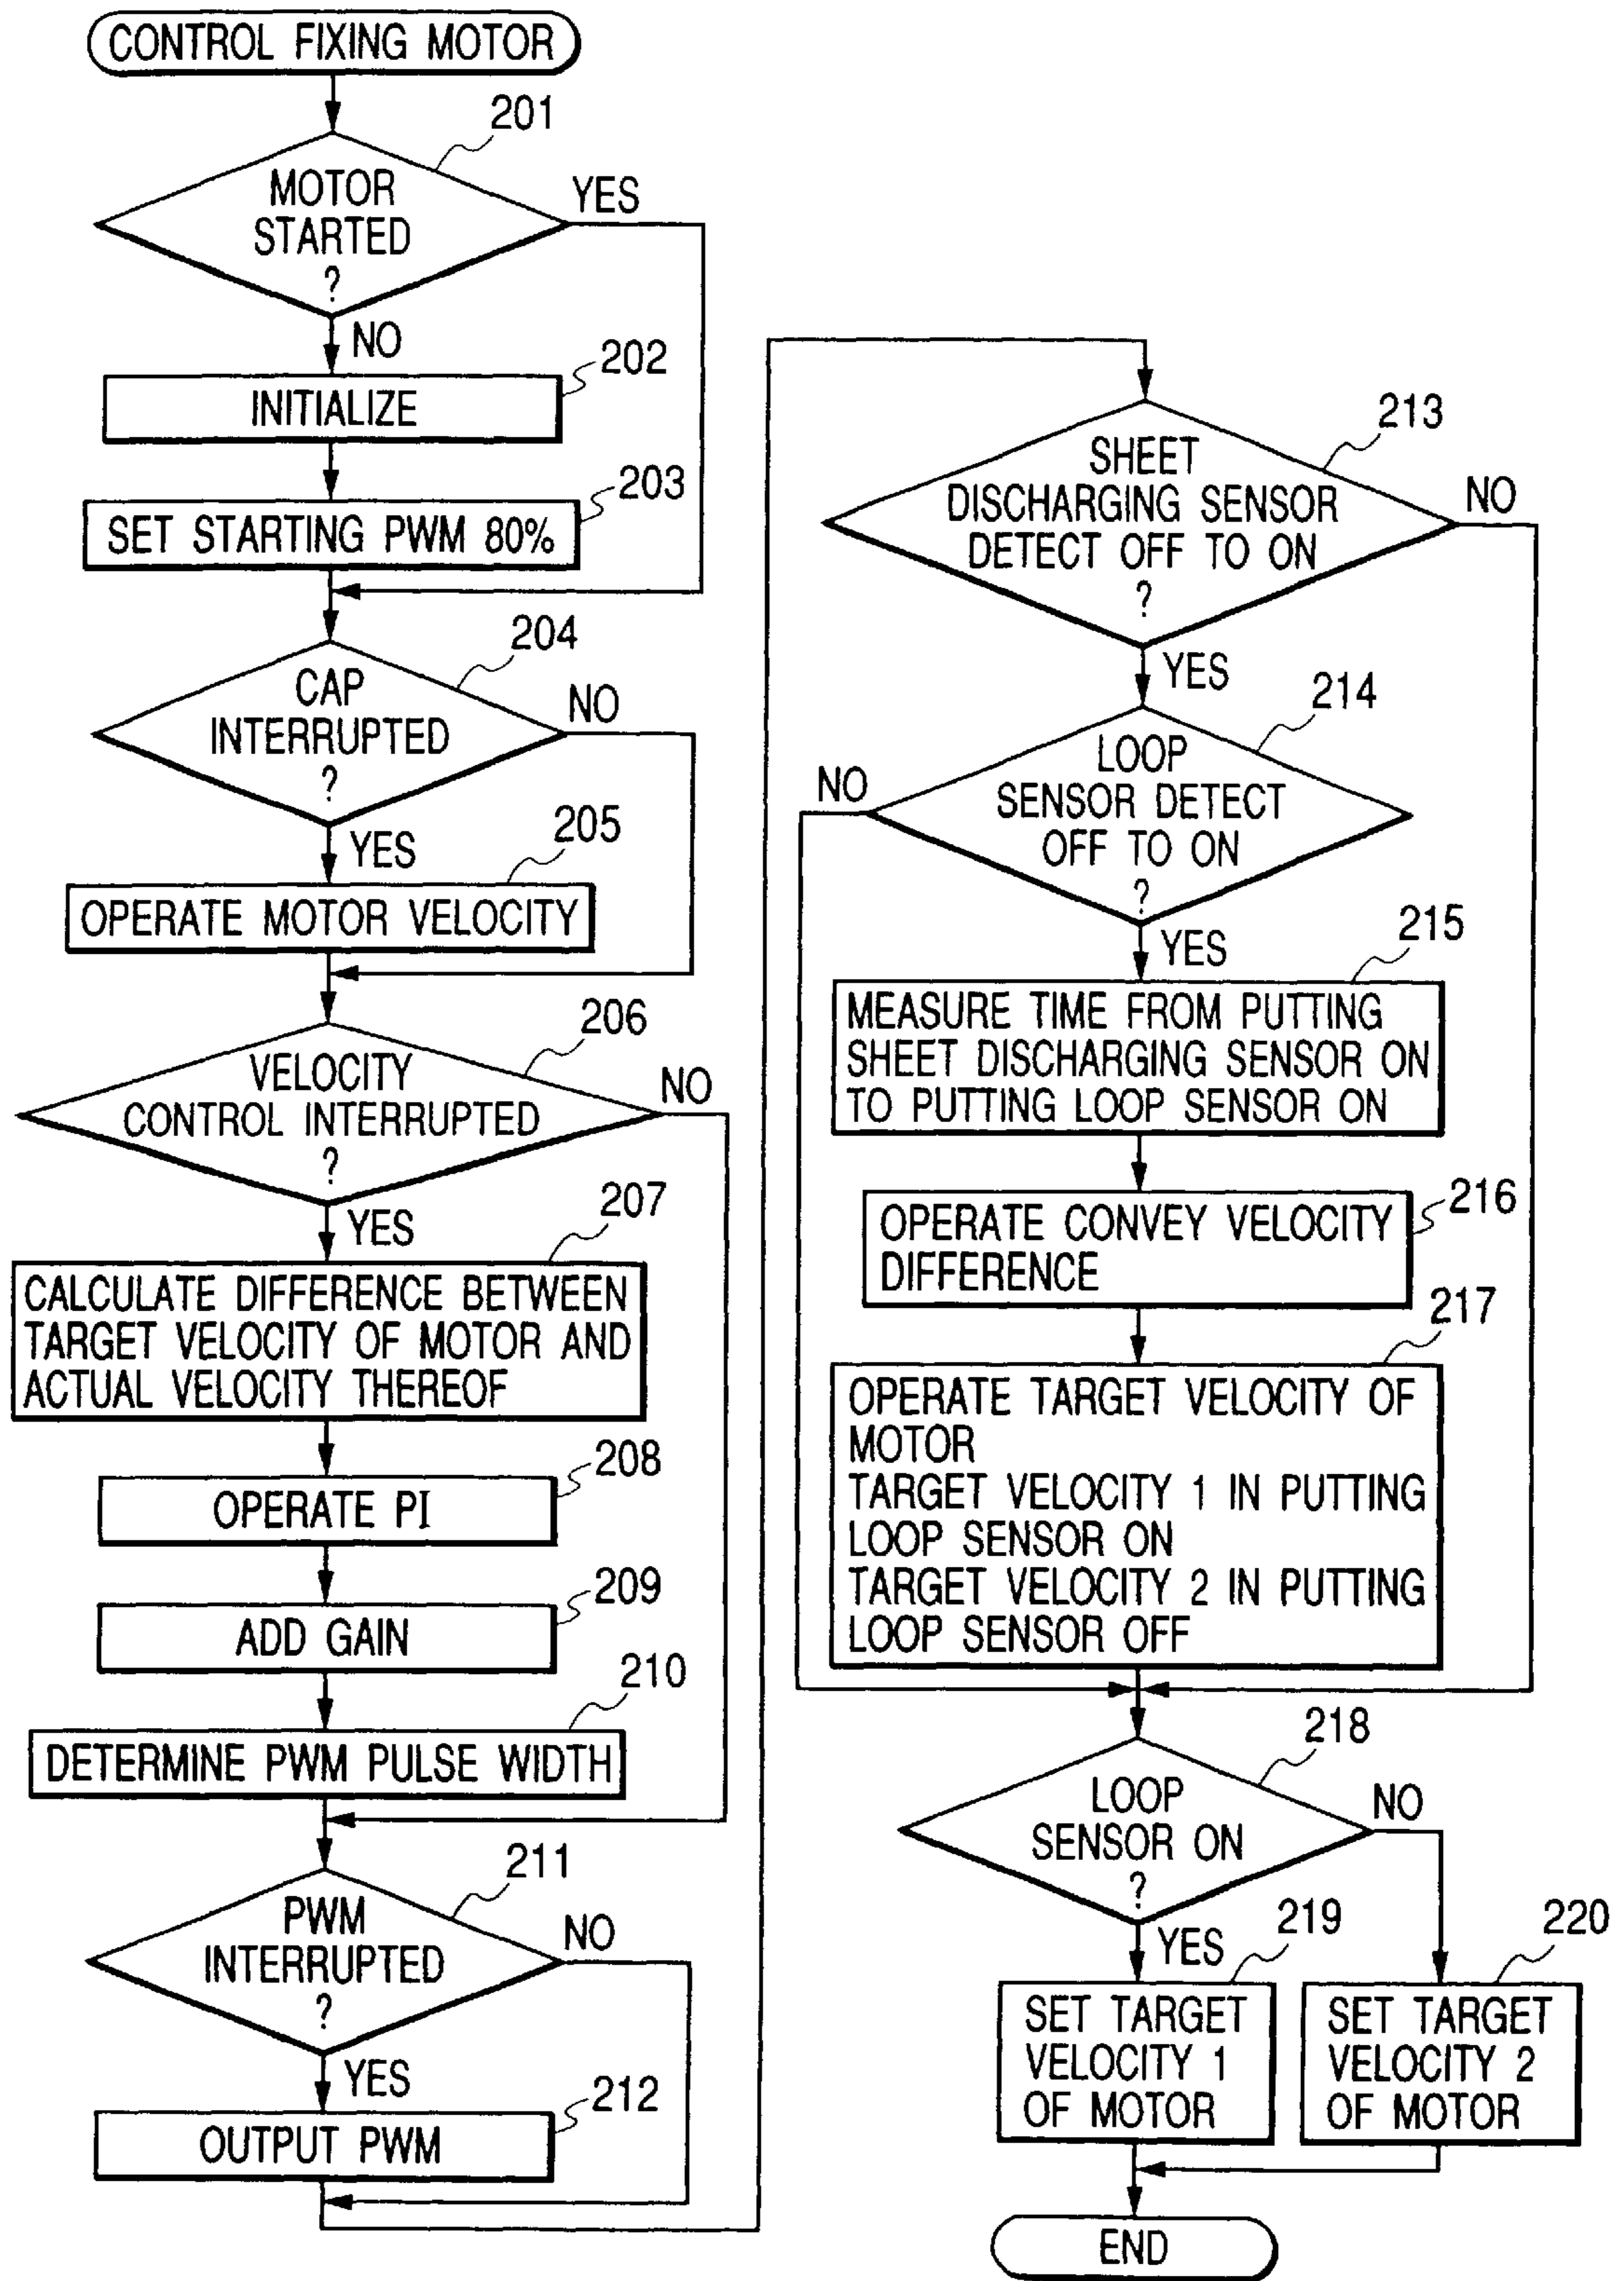 CONTROL FIXING MOTOR
201
MOTOR
STARTED
?
YES
NO
202
INITIALIZE
203
SET STARTING PWM 80%
204
CAP
INTERRUPTED
?
NO
YES
205
OPERATE MOTOR VELOCITY
206
VELOCITY
CONTROL INTERRUPTED
?
NO
YES
207
CALCULATE DIFFERENCE BETWEEN
TARGET VELOCITY OF MOTOR AND
ACTUAL VELOCITY THEREOF
208
OPERATE PI
209
ADD GAIN
210
DETERMINE PWM PULSE WIDTH
211
PWM
INTERRUPTED
?
NO
YES
212
OUTPUT PWM
213
SHEET
DISCHARGING SENSOR
DETECT OFF TO ON
?
NO
YES
214
LOOP
SENSOR DETECT
OFF TO ON
?
NO
YES
215
MEASURE TIME FROM PUTTING
SHEET DISCHARGING SENSOR ON
TO PUTTING LOOP SENSOR ON
216
OPERATE CONVEY VELOCITY
DIFFERENCE
217
OPERATE TARGET VELOCITY OF
MOTOR
TARGET VELOCITY 1 IN PUTTING
LOOP SENSOR ON
TARGET VELOCITY 2 IN PUTTING
LOOP SENSOR OFF
218
LOOP
SENSOR ON
?
NO
YES
219
SET TARGET
VELOCITY 1
OF MOTOR
220
SET TARGET
VELOCITY 2
OF MOTOR
END